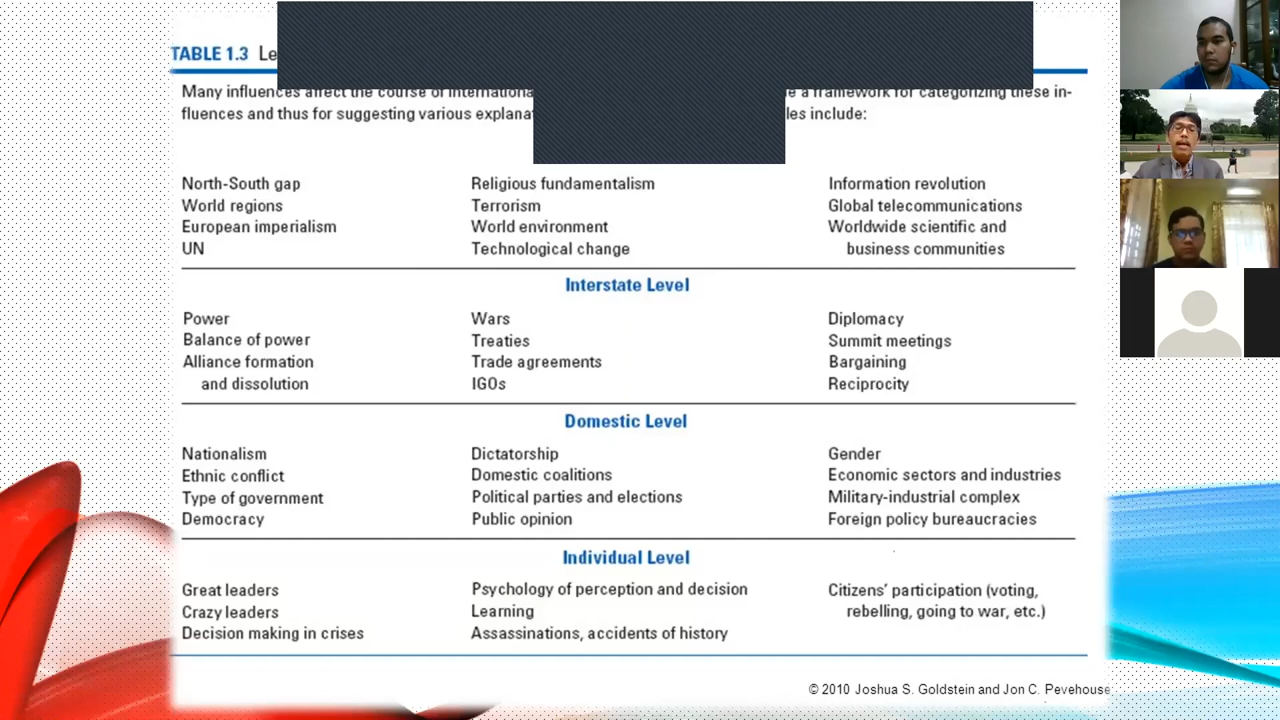 TABLE 1.3 Le
Many influences affect the course of internationa e a framework for categorizing these in-
fluences and thus for suggesting various explana les include:
North-South gap Religious fundamentalism Information revolution
World regions Terrorism Global telecommunications
European imperialism World environment Worldwide scientific and
UN Technological change business communities
Interstate Level
Power Wars Diplomacy
Balance of power Treaties Summit meetings
Alliance formation Trade agreements Bargaining
and dissolution IGOs Reciprocity
Domestic Level
Nationalism Dictatorship Gender
Ethnic conflict Domestic coalitions Economic sectors and industries
Type of government Political parties and elections Military-industrial complex
Democracy Public opinion Foreign policy bureaucracies
Individual Level
Great leaders Psychology of perception and decision Citizens' participation (voting,
Crazy leaders Learning rebelling, going to war, etc.)
Decision making in crises Assassinations, accidents of history
© 2010 Joshua S. Goldstein and Jon C. Pevehouse